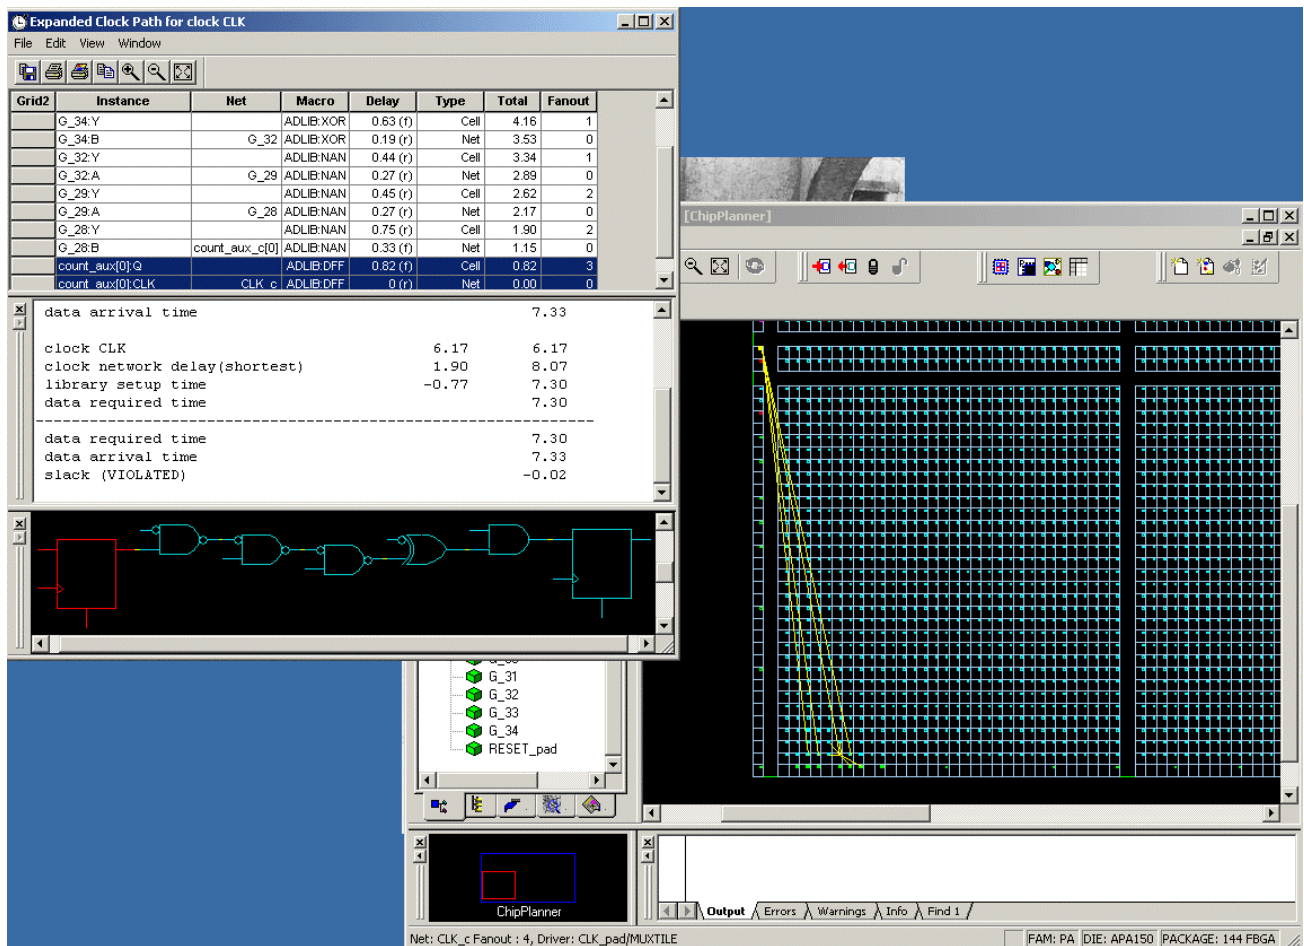 Expanded Clock Path for clock CLK
File Edit View Window
Grid2 Instance Net Macro Delay Type Total Fanout
G_34:Y ADLIB:XOR 0.63 (f) Cell 4.16 1
G_34:B G_32 ADLIB:XOR 0.19 (r) Net 3.53 0
G_32:Y ADLIB:NAN 0.44 (r) Cell 3.34 1
G_32:A G_29 ADLIB:NAN 0.27 (r) Net 2.89 0
G_29:Y ADLIB:NAN 0.45 (r) Cell 2.62 2
G_29:A G_28 ADLIB:NAN 0.27 (r) Net 2.17 0
G_28:Y ADLIB:NAN 0.75 (r) Cell 1.90 2
G_28:B count_aux_c[0] ADLIB:NAN 0.33 (f) Net 1.15 0
count_aux[0]:Q ADLIB:DFF 0.82 (f) Cell 0.82 3
count_aux[0]:CLK CLK_c ADLIB:DFF 0 (r) Net 0.00 0
data arrival time 7.33
clock CLK 6.17 6.17
clock network delay(shortest) 1.90 8.07
library setup time -0.77 7.30
data required time 7.30
data required time 7.30
data arrival time 7.33
slack (VIOLATED) -0.02
[ChipPlanner]
G_31
G_32
G_33
G_34
RESET_pad
ChipPlanner
Output Errors Warnings Info Find 1
Net: CLK_c Fanout : 4, Driver: CLK_pad/MUXTILE
FAM: PA DIE: APA150 PACKAGE: 144 FBGA